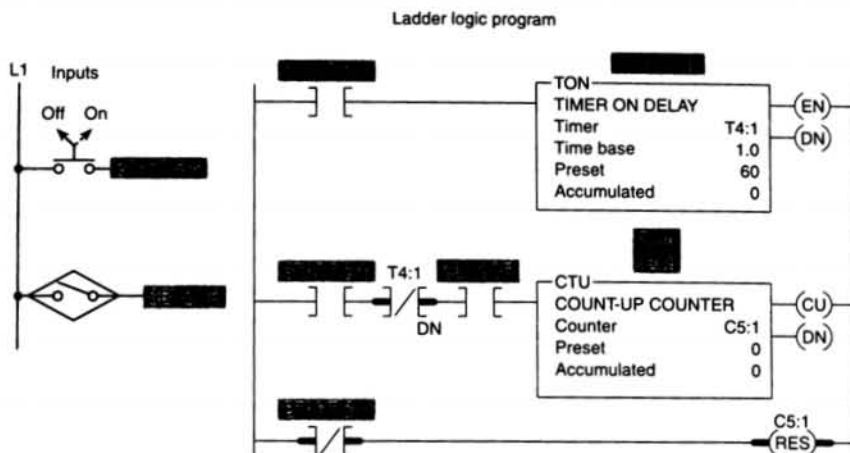 Ladder logic program
L1 Inputs
Off On
TON
TIMER ON DELAY
Timer T4:1
Time base 1.0
Preset 60
Accumulated 0
EN
DN
T4:1
DN
CTU
COUNT-UP COUNTER
Counter C5:1
Preset 0
Accumulated 0
CU
DN
C5:1
RES